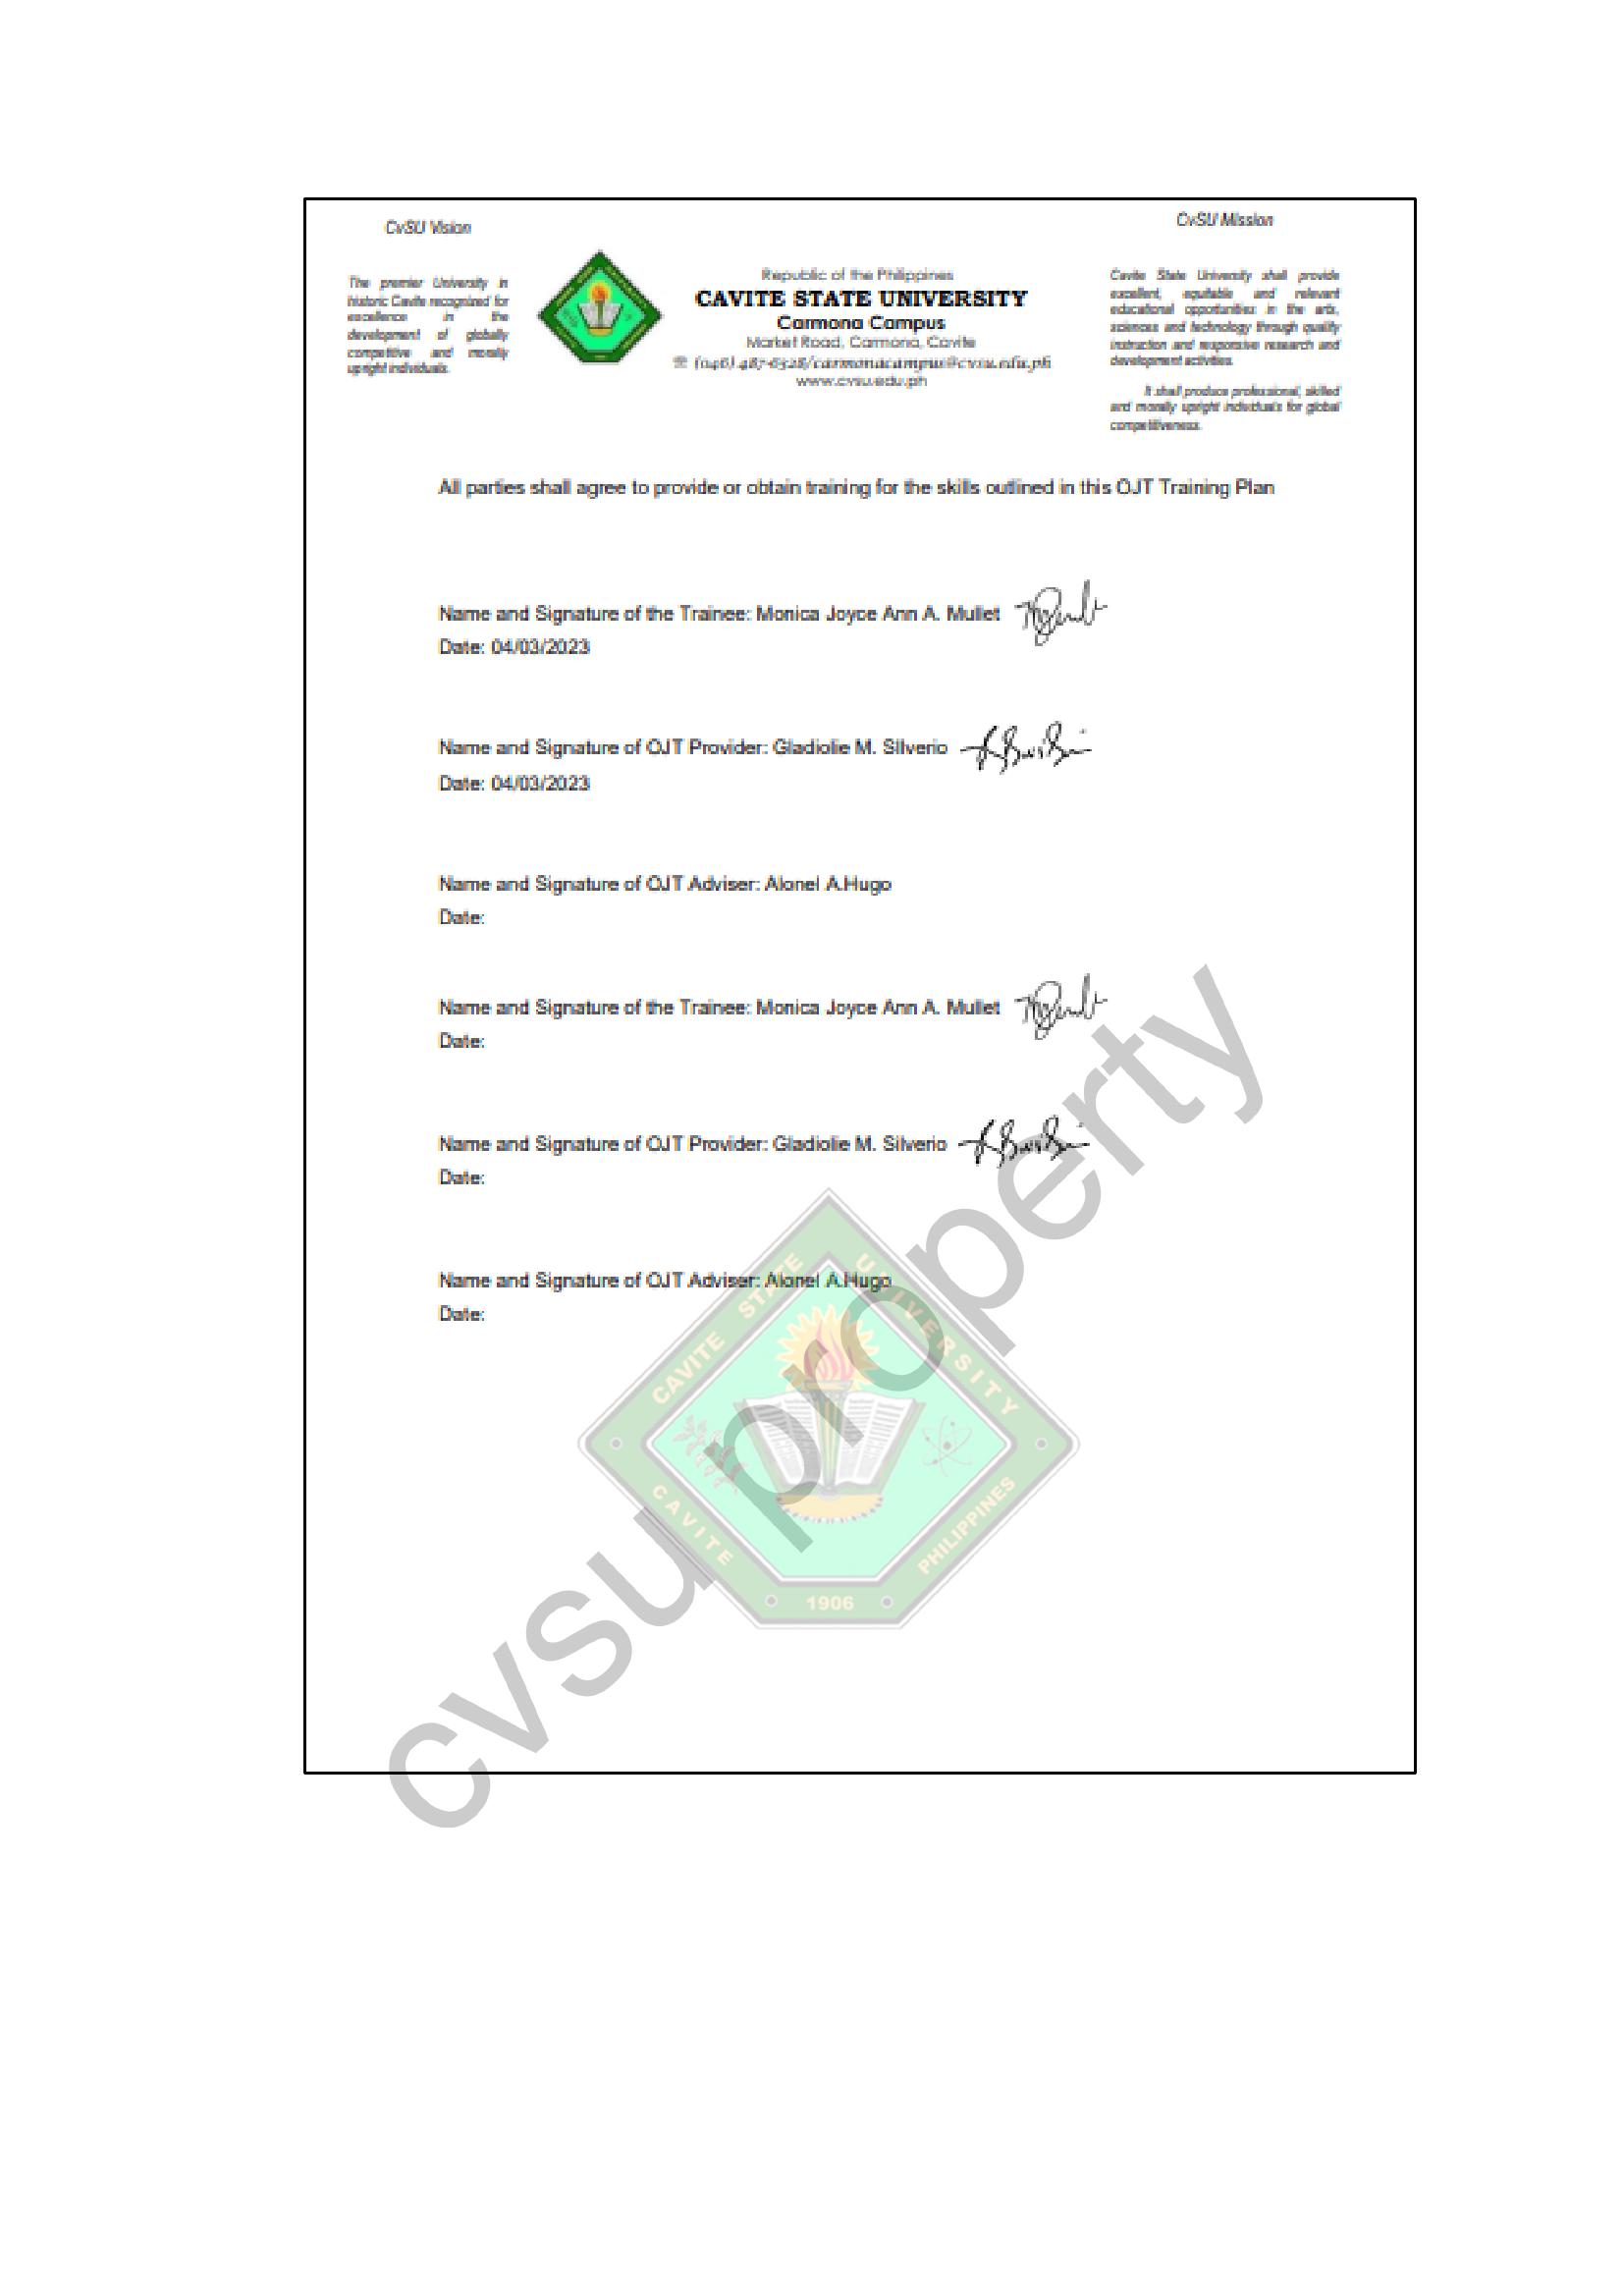 CvSU Vision
The premier University in
historic Cavite recognized for
excellence in the
development of globally
competitive and morally
upright individuals.
Republic of the Philippines
CAVITE STATE UNIVERSITY
Carmona Campus
Market Road, Carmona, Cavite
☏ (046) 487-6328/carmonacampus@cvsu.edu.ph
www.cvsu.edu.ph
CvSU Mission
Cavite State University shall provide
excellent, equitable and relevant
educational opportunities in the arts,
sciences and technology through quality
instruction and responsive research and
development activities.
It shall produce professional, skilled
and morally upright individuals for global
competitiveness.
All parties shall agree to provide or obtain training for the skills outlined in this OJT Training Plan
Name and Signature of the Trainee: Monica Joyce Ann A. Mullet
Date: 04/03/2023
Name and Signature of OJT Provider: Gladiolie M. SIlverio
Date: 04/03/2023
Name and Signature of OJT Adviser: Alonel A.Hugo
Date:
Name and Signature of the Trainee: Monica Joyce Ann A. Mullet
Date:
Name and Signature of OJT Provider: Gladiolie M. Silverio
Date:
Name and Signature of OJT Adviser: Alonel A.Hugo
Date:
CAVITE STATE UNIVERSITY
CAVITE PHILIPPINES
1906
cvsu property